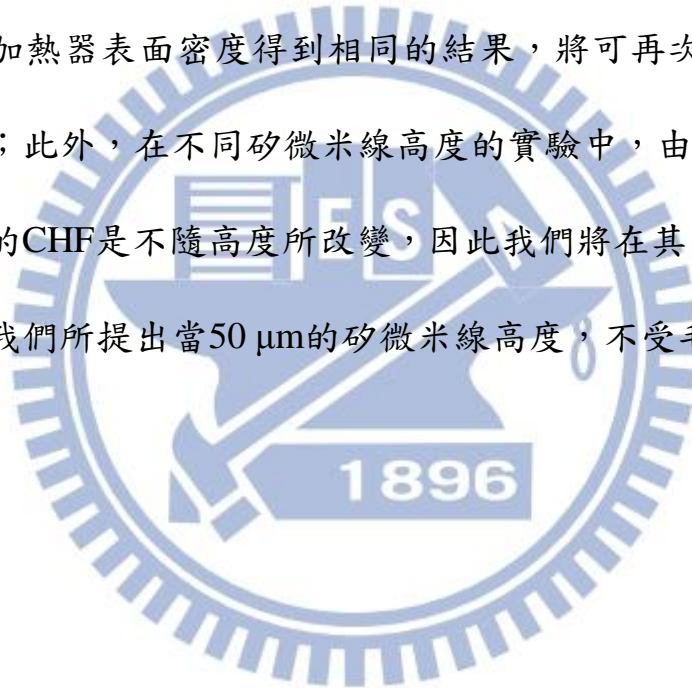 加熱器表面密度得到相同的結果，將可再次
；此外，在不同矽微米線高度的實驗中，由
的CHF是不隨高度所改變，因此我們將在其
我們所提出當50 μm的矽微米線高度，不受
ES
1896